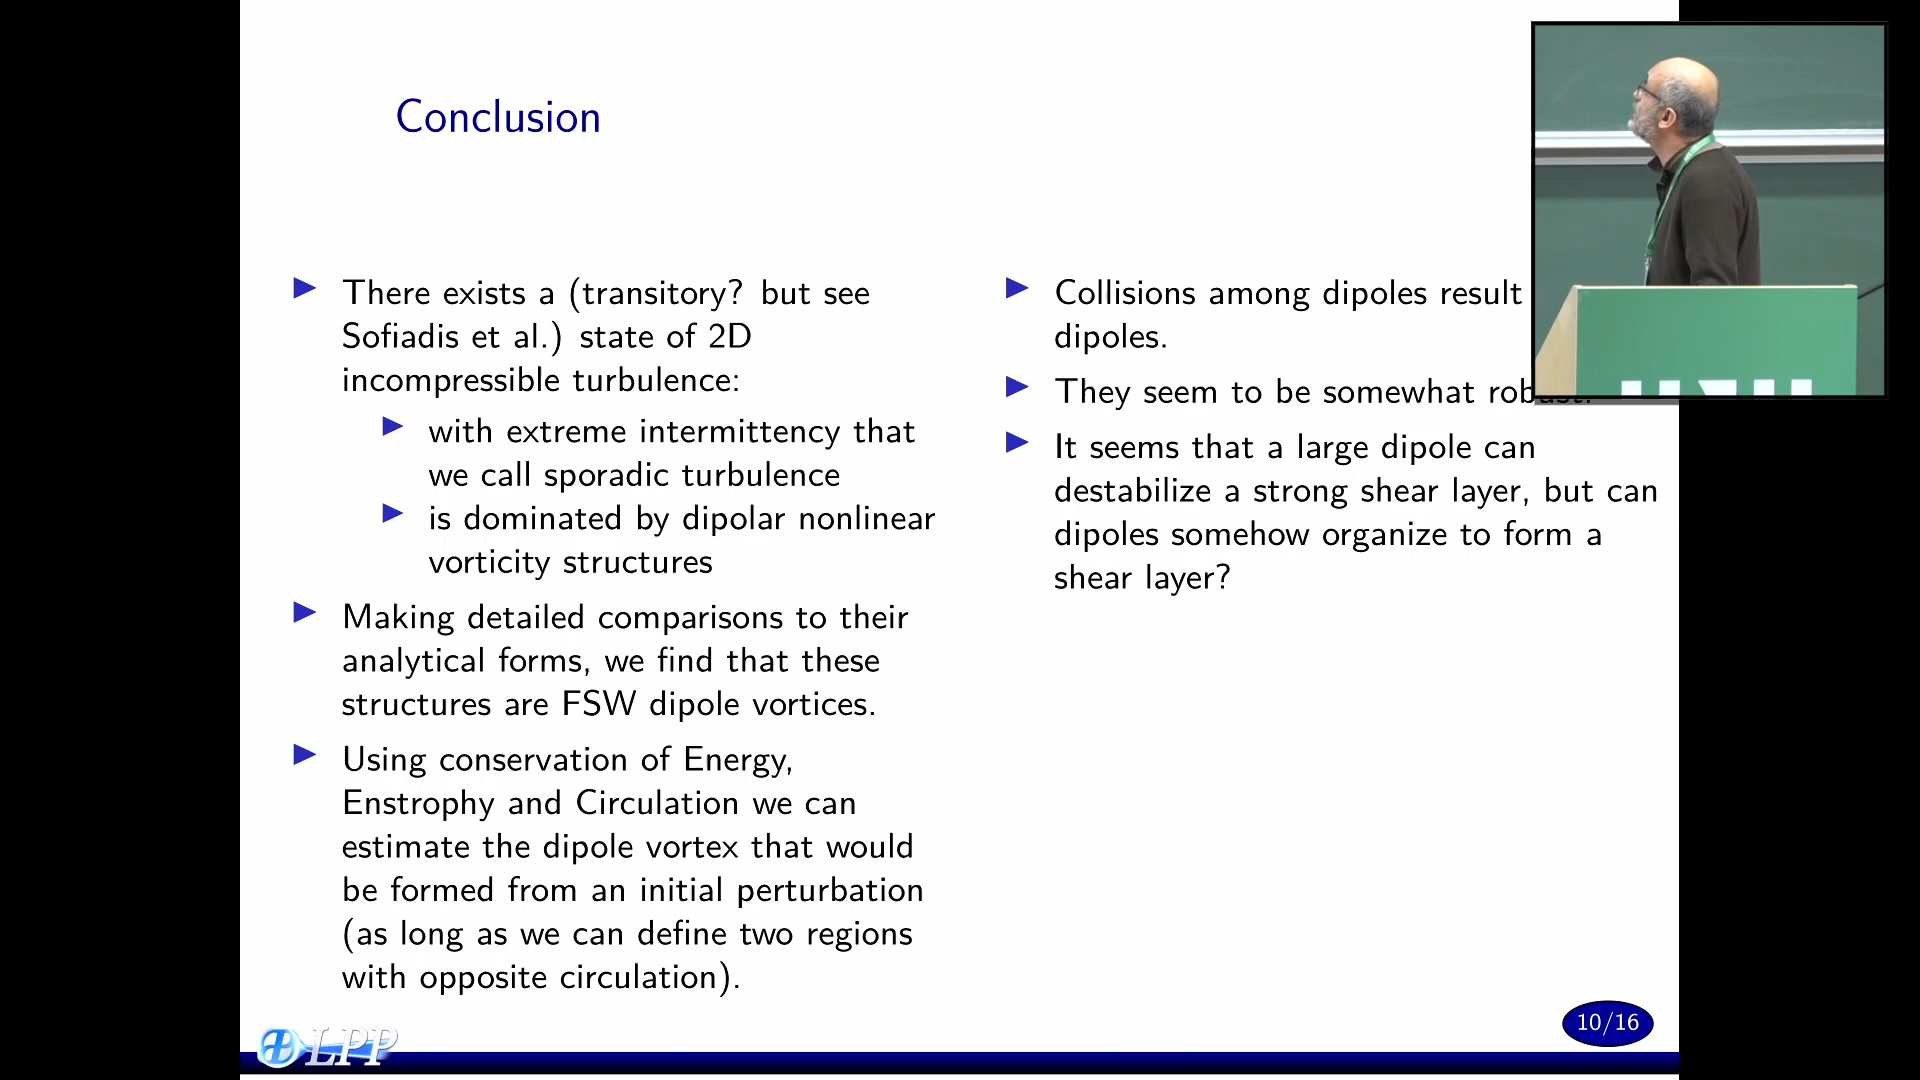 Conclusion
There exists a (transitory? but see
Sofiadis et al.) state of 2D
incompressible turbulence:
with extreme intermittency that
we call sporadic turbulence
is dominated by dipolar nonlinear
vorticity structures
Making detailed comparisons to their
analytical forms, we find that these
structures are FSW dipole vortices.
Using conservation of Energy,
Enstrophy and Circulation we can
estimate the dipole vortex that would
be formed from an initial perturbation
(as long as we can define two regions
with opposite circulation).
Collisions among dipoles result
dipoles.
They seem to be somewhat robust.
It seems that a large dipole can
destabilize a strong shear layer, but can
dipoles somehow organize to form a
shear layer?
LPP
10/16